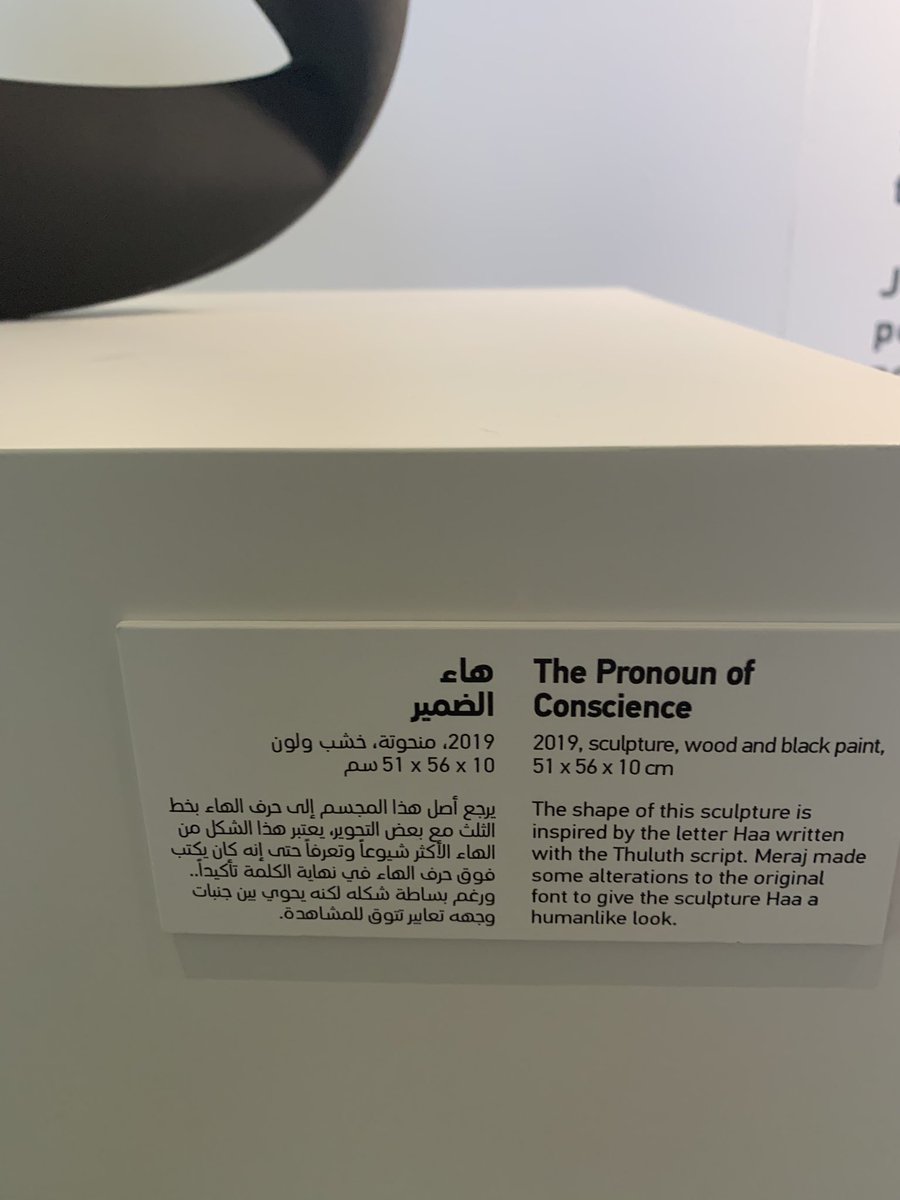 هاء
الضمير
2019، منحوتة، خشب ولون
10 x 56 x 51 سم
يرجع أصل هذا المجسم إلى حرف الهاء بخط
الثلث مع بعض التحوير، يعتبر هذا الشكل من
الهاء الأكثر شيوعاً وتعرفاً حتى إنه كان يكتب
فوق حرف الهاء في نهاية الكلمة تأكيداً..
ورغم بساطة شكله لكنه يحوي بين جنبات
وجهه تعابير تتوق للمشاهدة.
The Pronoun of
Conscience
2019, sculpture, wood and black paint,
51 x 56 x 10 cm
The shape of this sculpture is
inspired by the letter Haa written
with the Thuluth script. Meraj made
some alterations to the original
font to give the sculpture Haa a
humanlike look.